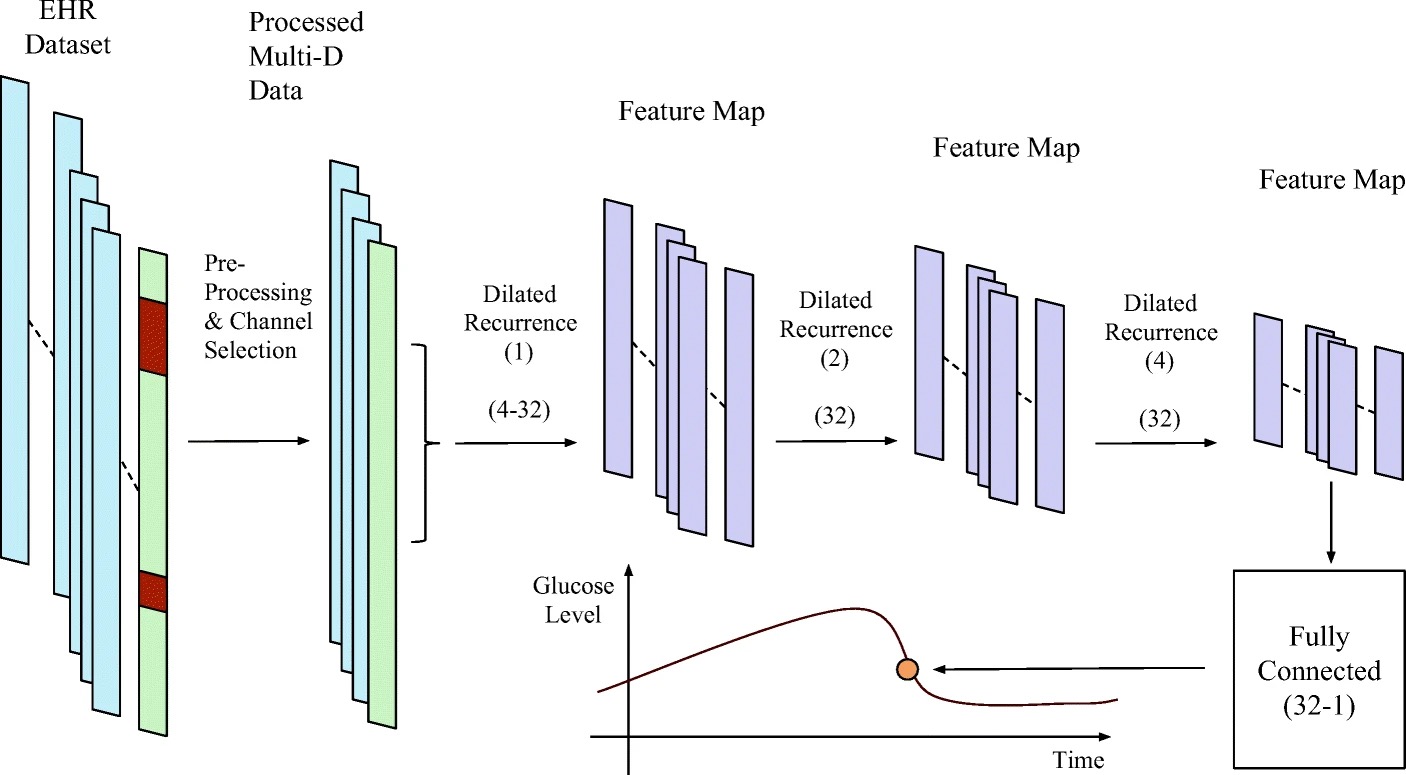 EHR
Dataset
Processed
Multi-D
Data
Feature Map
Feature Map
Feature Map
Pre-
Processing
& Channel
Selection
Dilated
Recurrence
(1)
(4-32)
Dilated
Recurrence
(2)
(32)
Dilated
Recurrence
(4)
(32)
Glucose
Level
Time
Fully
Connected
(32-1)